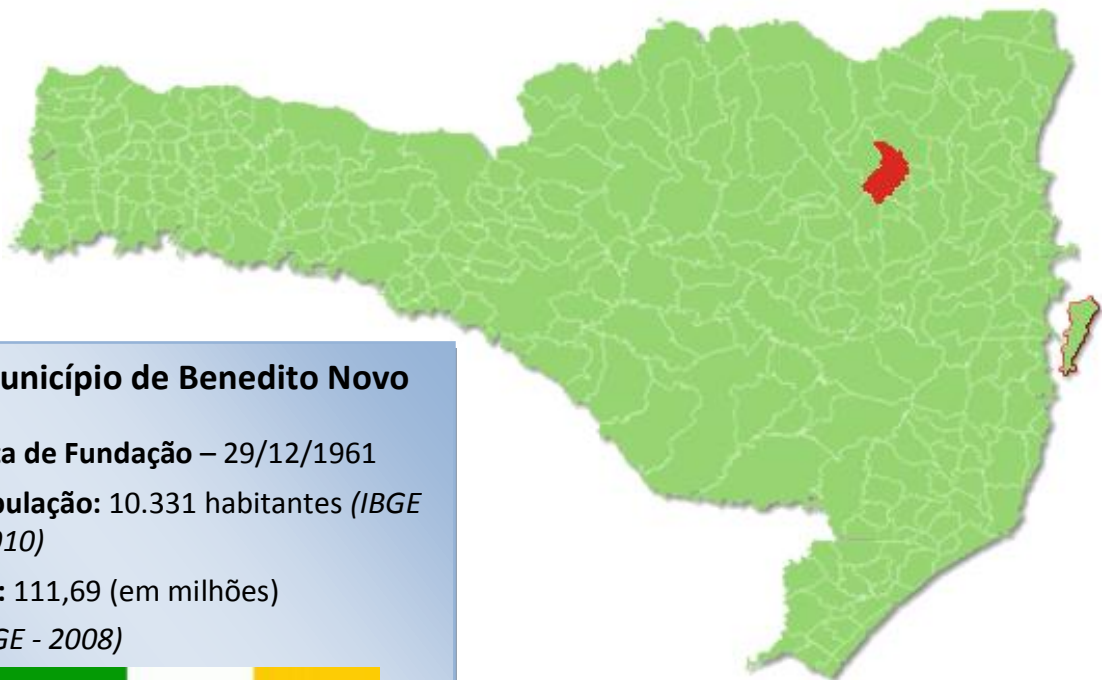 unicípio de Benedito Novo
a de Fundação – 29/12/1961
pulação: 10.331 habitantes (IBGE
010)
: 111,69 (em milhões)
GE - 2008)